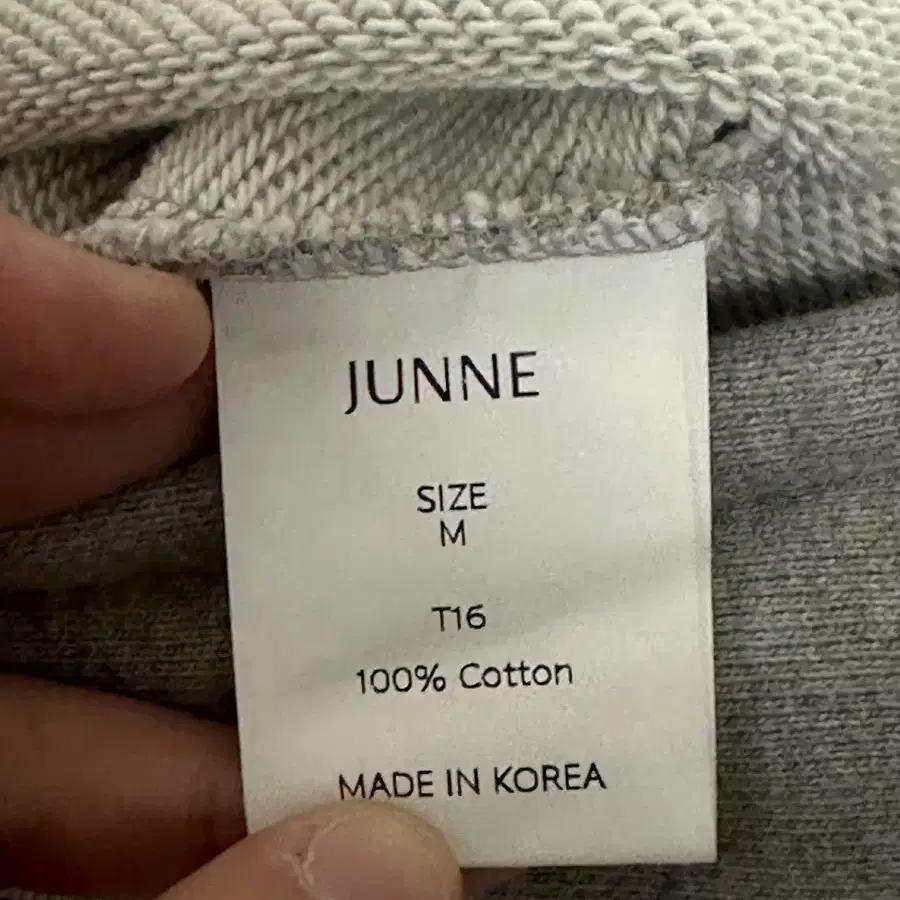 JUNNE
SIZE
M
T16
100% Cotton
MADE IN KOREA